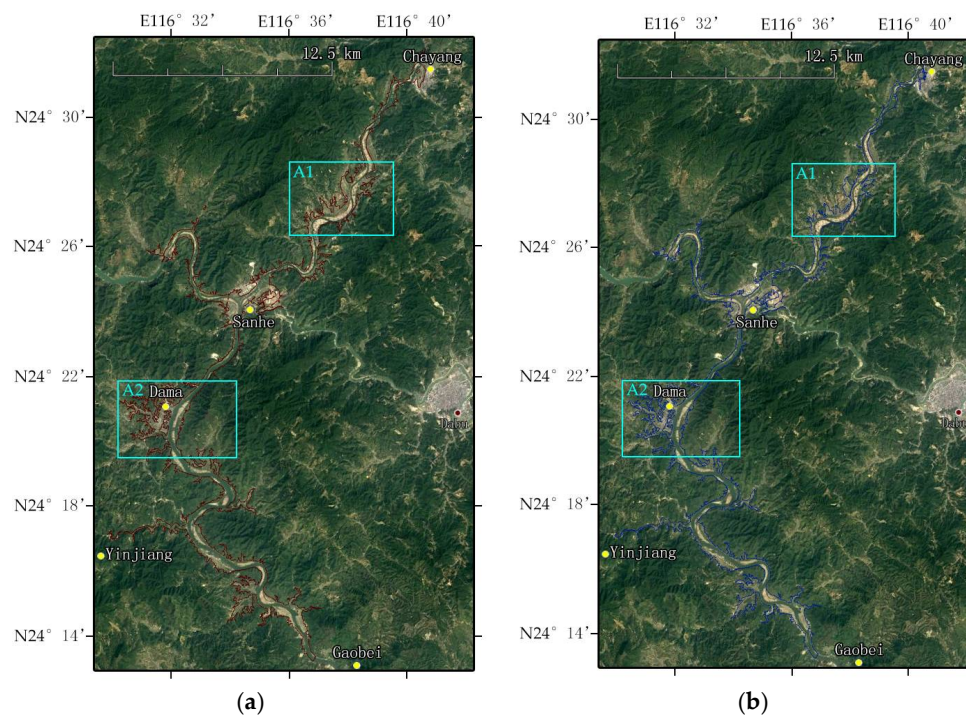 E116° 32’ E116° 36’ E116° 40’
12.5 km
Chayang
N24° 30’
A1
N24° 26’
Sanhe
N24° 22’
A2
Dama
Dabu
N24° 18’
Yinjiang
N24° 14’
Gaobei
(a)
E116° 32’ E116° 36’ E116° 40’
12.5 km
Chayang
N24° 30’
A1
N24° 26’
Sanhe
N24° 22’
A2
Dama
Dabu
N24° 18’
Yinjiang
N24° 14’
Gaobei
(b)